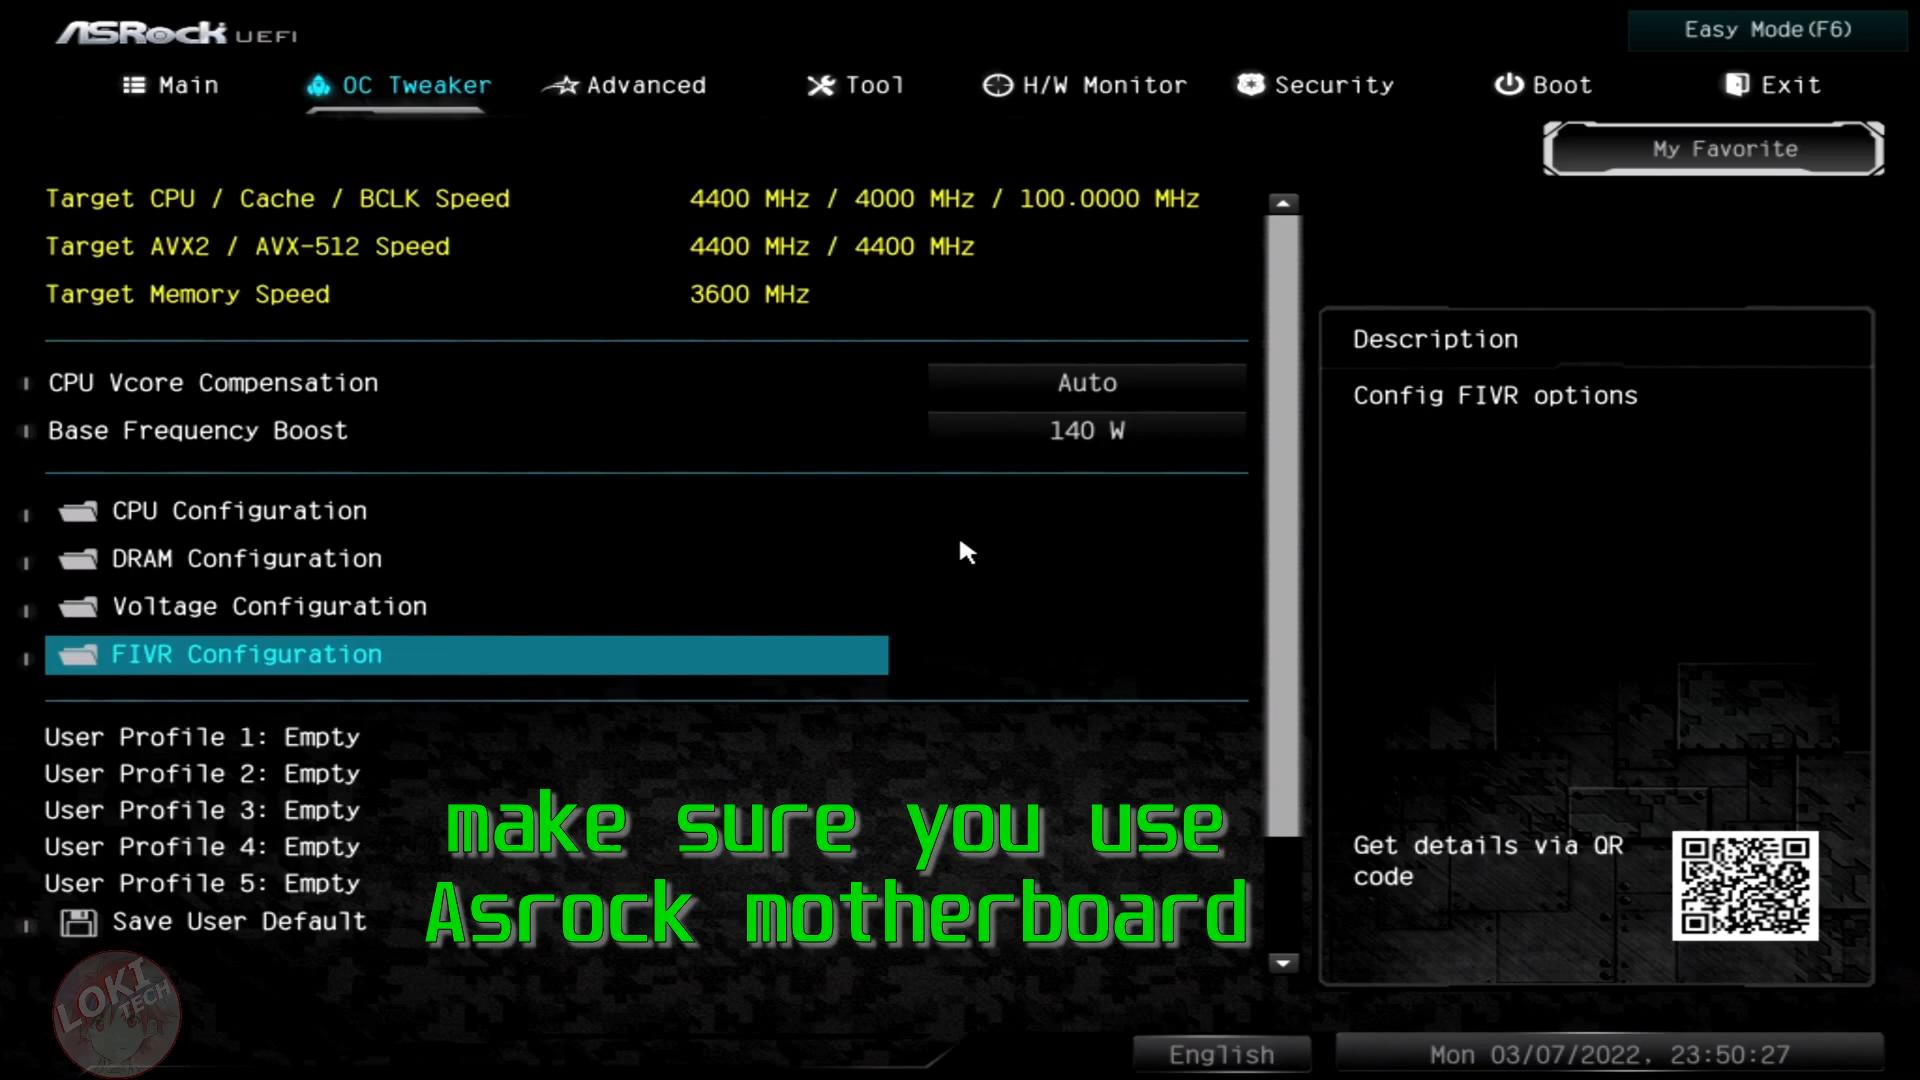 ASRock UEFI
Easy Mode(F6)
Main OC Tweaker Advanced Tool H/W Monitor Security Boot Exit
My Favorite
Target CPU / Cache / BCLK Speed 4400 MHz / 4000 MHz / 100.0000 MHz
Target AVX2 / AVX-512 Speed 4400 MHz / 4400 MHz
Target Memory Speed 3600 MHz
CPU Vcore Compensation Auto
Base Frequency Boost 140 W
CPU Configuration
DRAM Configuration
Voltage Configuration
FIVR Configuration
User Profile 1: Empty
User Profile 2: Empty
User Profile 3: Empty
User Profile 4: Empty
User Profile 5: Empty
Save User Default
make sure you use
Asrock motherboard
Description
Config FIVR options
Get details via QR
code
LOKI
TECH
English
Mon 03/07/2022, 23:50:27